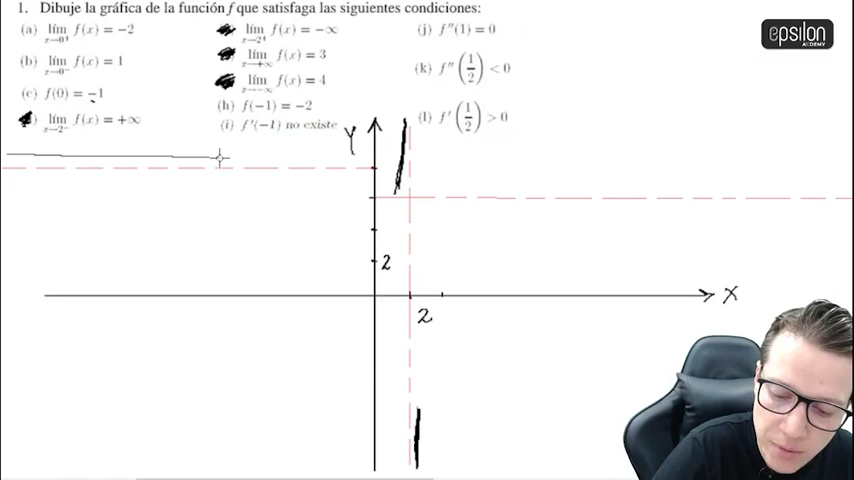 1. Dibuje la gráfica de la función f que satisfaga las siguientes condiciones:
(a) lím x→0⁺ f(x) = −2
(b) lím x→0⁻ f(x) = 1
(c) f(0) = −1
lím x→2⁻ f(x) = +∞
lím x→2⁺ f(x) = −∞
lím x→+∞ f(x) = 3
lím x→−∞ f(x) = 4
(h) f(−1) = −2
(i) f′(−1) no existe
(j) f″(1) = 0
(k) f″(1/2) < 0
(l) f′(1/2) > 0
epsilon
ACADEMY
Y
2
X
2